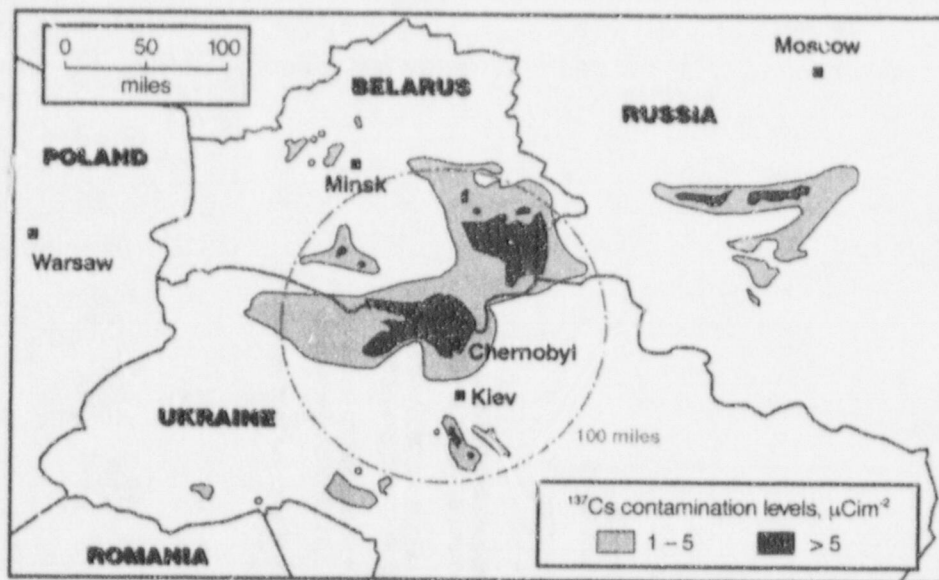 0 50 100
miles
Moscow
BELARUS
RUSSIA
POLAND
Minsk
Warsaw
Chernobyl
Kiev
UKRAINE
100 miles
¹³⁷Cs contamination levels, μCim⁻²
1 – 5 > 5
ROMANIA